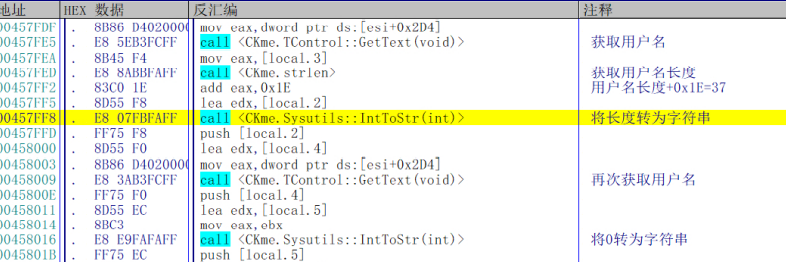 地址 HEX 数据 反汇编 注释
00457FDF . 8B86 D4020000 mov eax,dword ptr ds:[esi+0x2D4]
00457FE5 . E8 5EB3FCFF call <CKme.TControl::GetText(void)> 获取用户名
00457FEA . 8B45 F4 mov eax,[local.3]
00457FED . E8 8ABBFAFF call <CKme.strlen> 获取用户名长度
00457FF2 . 83C0 1E add eax,0x1E 用户名长度+0x1E=37
00457FF5 . 8D55 F8 lea edx,[local.2]
00457FF8 . E8 07FBFAFF call <CKme.Sysutils::IntToStr(int)> 将长度转为字符串
00457FFD . FF75 F8 push [local.2]
00458000 . 8D55 F0 lea edx,[local.4]
00458003 . 8B86 D4020000 mov eax,dword ptr ds:[esi+0x2D4]
00458009 . E8 3AB3FCFF call <CKme.TControl::GetText(void)> 再次获取用户名
0045800E . FF75 F0 push [local.4]
00458011 . 8D55 EC lea edx,[local.5]
00458014 . 8BC3 mov eax,ebx
00458016 . E8 E9FAFAFF call <CKme.Sysutils::IntToStr(int)> 将0转为字符串
0045801B . FF75 EC push [local.5]